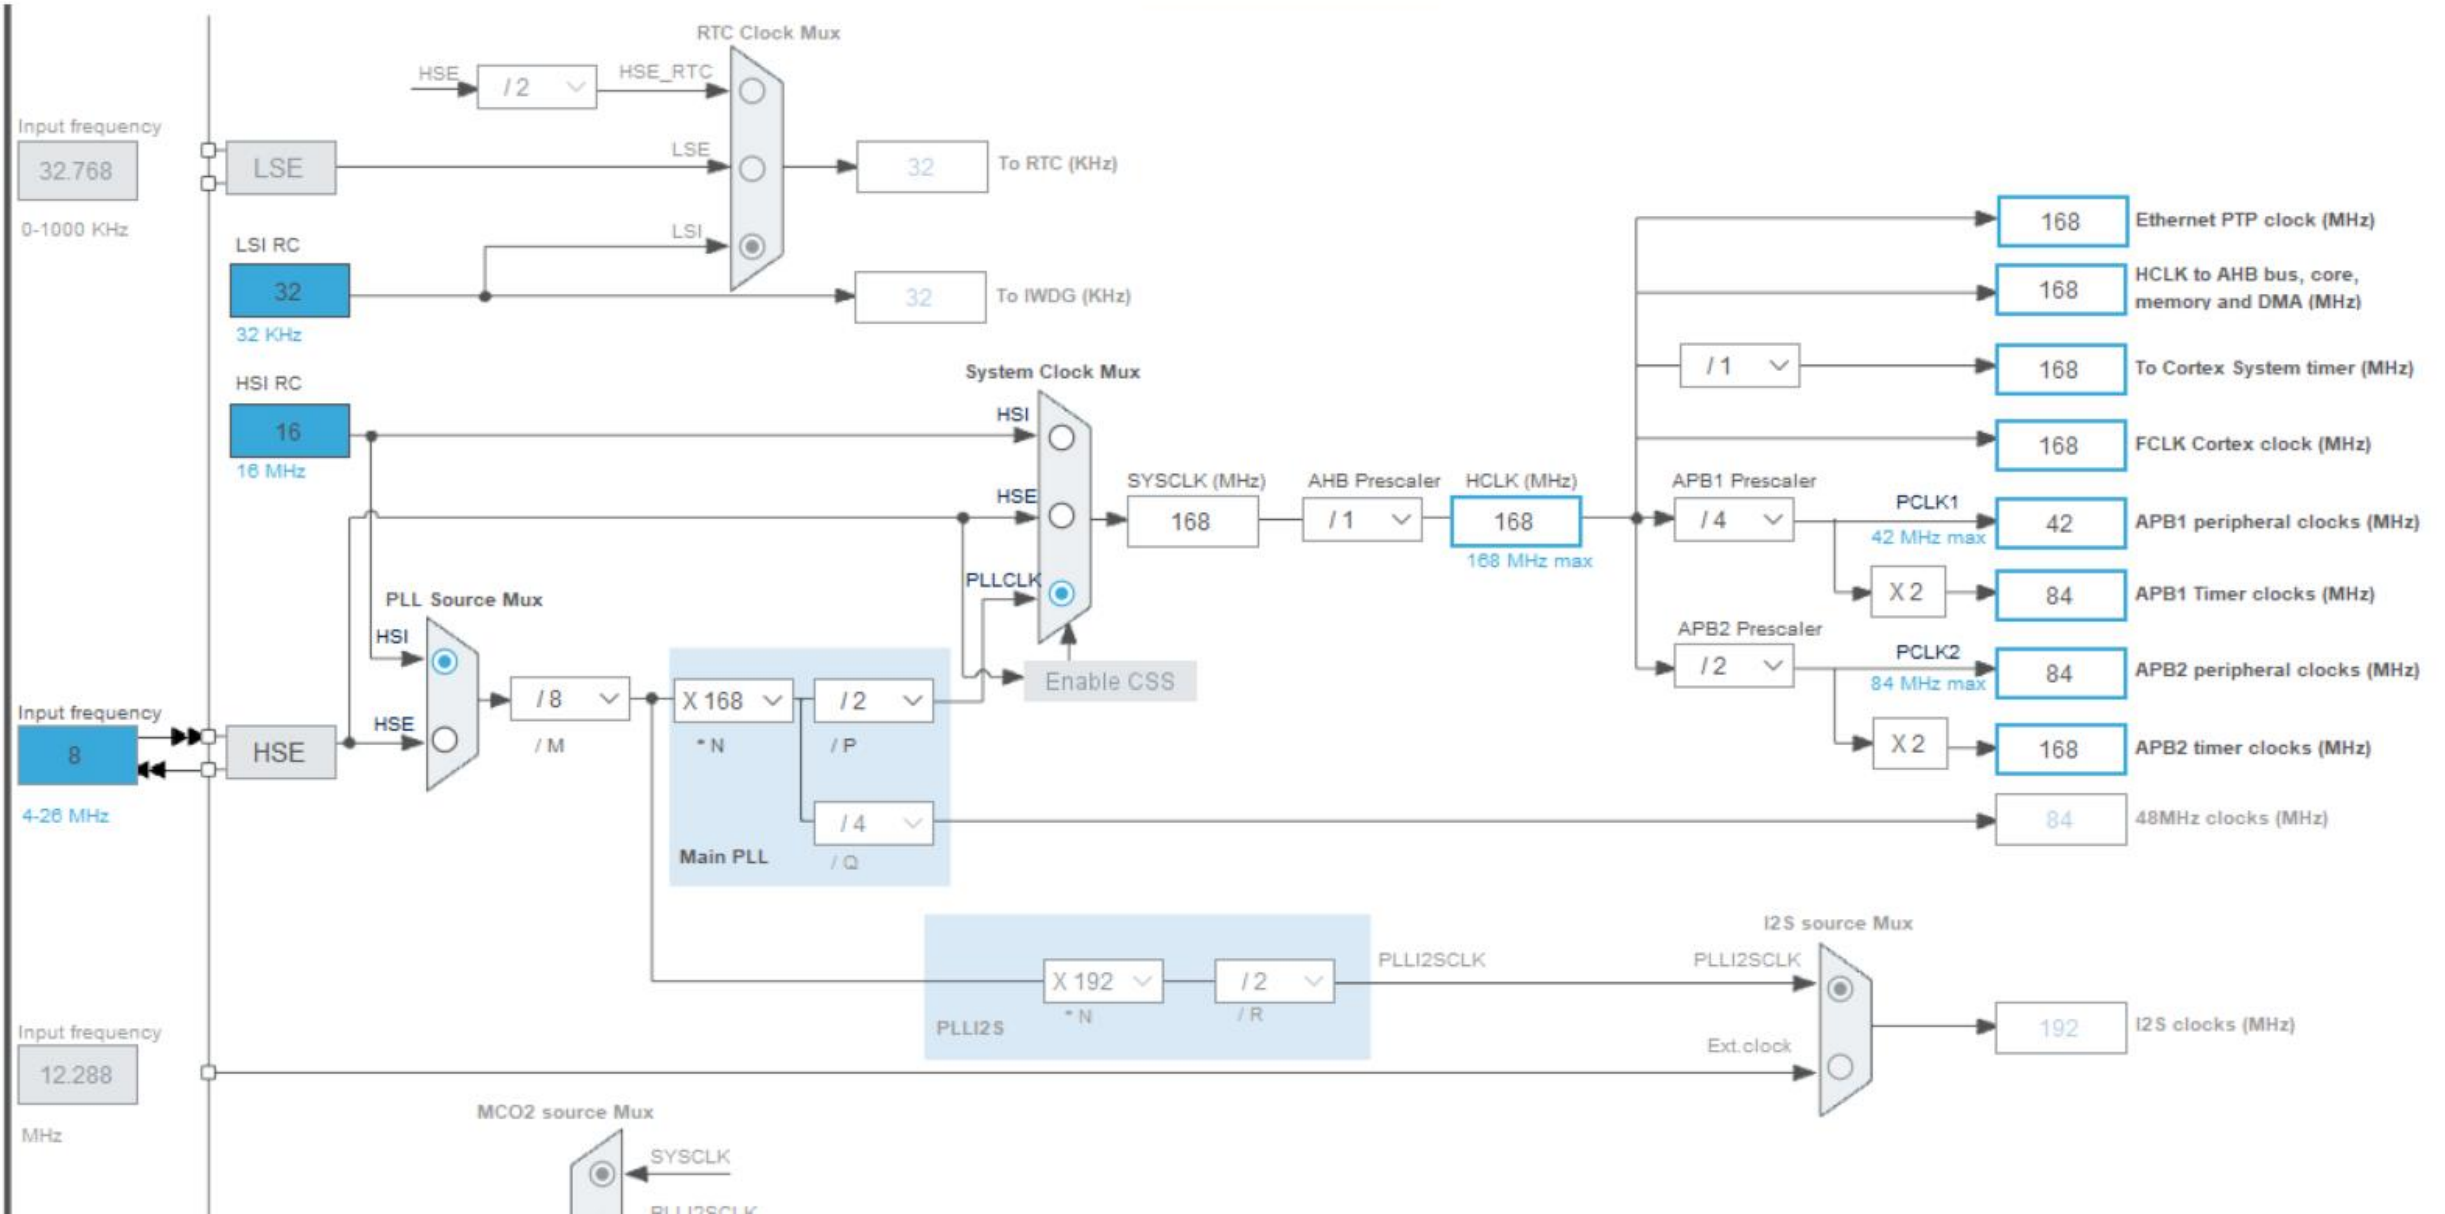 RTC Clock Mux
HSE
/ 2
HSE_RTC
Input frequency
32.768
0-1000 KHz
LSE
LSE
32
To RTC (KHz)
LSI RC
32
32 KHz
LSI
32
To IWDG (KHz)
HSI RC
16
16 MHz
System Clock Mux
HSI
HSE
PLLCLK
SYSCLK (MHz)
168
AHB Prescaler
/ 1
HCLK (MHz)
168
168 MHz max
168
Ethernet PTP clock (MHz)
168
HCLK to AHB bus, core,
memory and DMA (MHz)
/ 1
168
To Cortex System timer (MHz)
168
FCLK Cortex clock (MHz)
APB1 Prescaler
/ 4
PCLK1
42 MHz max
42
APB1 peripheral clocks (MHz)
X 2
84
APB1 Timer clocks (MHz)
APB2 Prescaler
/ 2
PCLK2
84 MHz max
84
APB2 peripheral clocks (MHz)
X 2
168
APB2 timer clocks (MHz)
PLL Source Mux
HSI
HSE
Input frequency
8
4-26 MHz
HSE
/ 8
/ M
X 168
* N
/ 2
/ P
/ 4
/ Q
Main PLL
Enable CSS
84
48MHz clocks (MHz)
X 192
* N
/ 2
/ R
PLLI2S
PLLI2SCLK
I2S source Mux
PLLI2SCLK
Ext.clock
192
I2S clocks (MHz)
Input frequency
12.288
MHz
MCO2 source Mux
SYSCLK
PLLI2SCLK